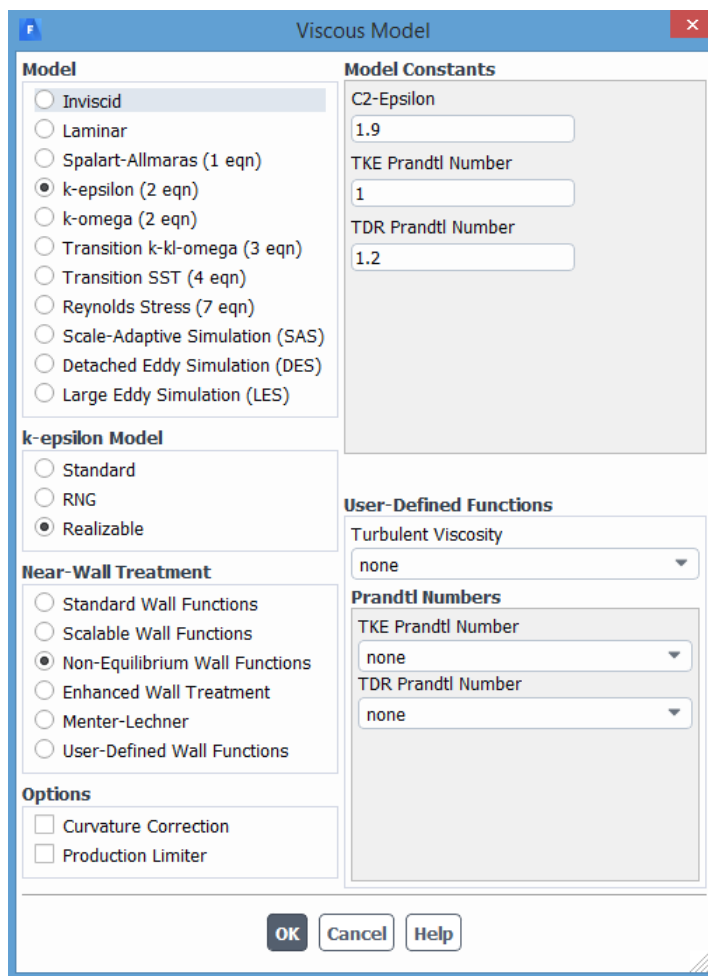 F
Viscous Model
Model
Inviscid
Laminar
Spalart-Allmaras (1 eqn)
k-epsilon (2 eqn)
k-omega (2 eqn)
Transition k-kl-omega (3 eqn)
Transition SST (4 eqn)
Reynolds Stress (7 eqn)
Scale-Adaptive Simulation (SAS)
Detached Eddy Simulation (DES)
Large Eddy Simulation (LES)
k-epsilon Model
Standard
RNG
Realizable
Near-Wall Treatment
Standard Wall Functions
Scalable Wall Functions
Non-Equilibrium Wall Functions
Enhanced Wall Treatment
Menter-Lechner
User-Defined Wall Functions
Options
Curvature Correction
Production Limiter
Model Constants
C2-Epsilon
1.9
TKE Prandtl Number
1
TDR Prandtl Number
1.2
User-Defined Functions
Turbulent Viscosity
none
Prandtl Numbers
TKE Prandtl Number
none
TDR Prandtl Number
none
OK Cancel Help